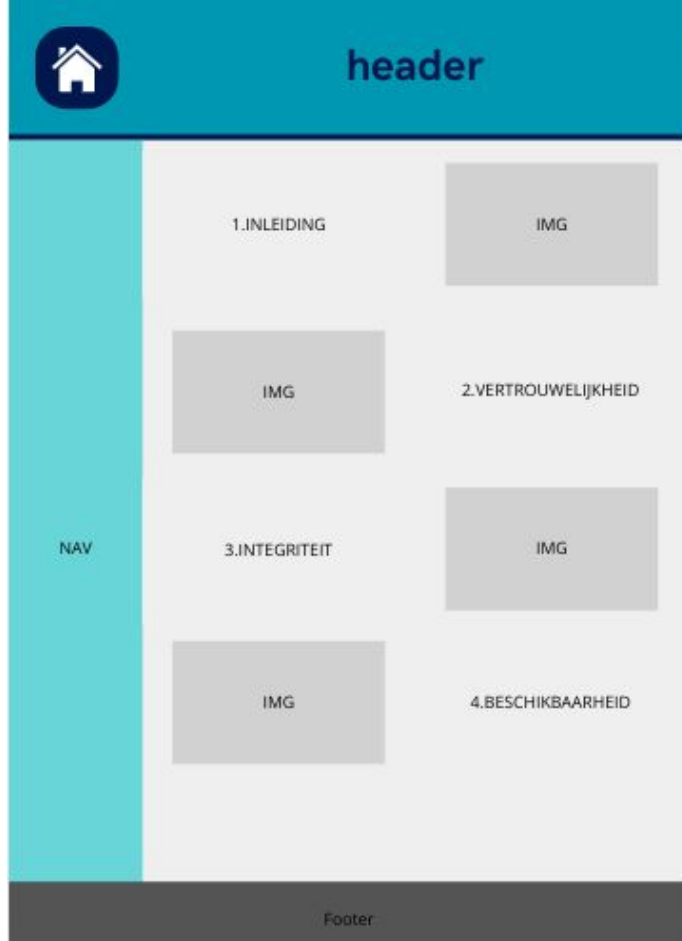 header
1.INLEIDING
IMG
IMG
2.VERTROUWELIJKHEID
NAV
3.INTEGRITEIT
IMG
IMG
4.BESCHIKBAARHEID
Footer